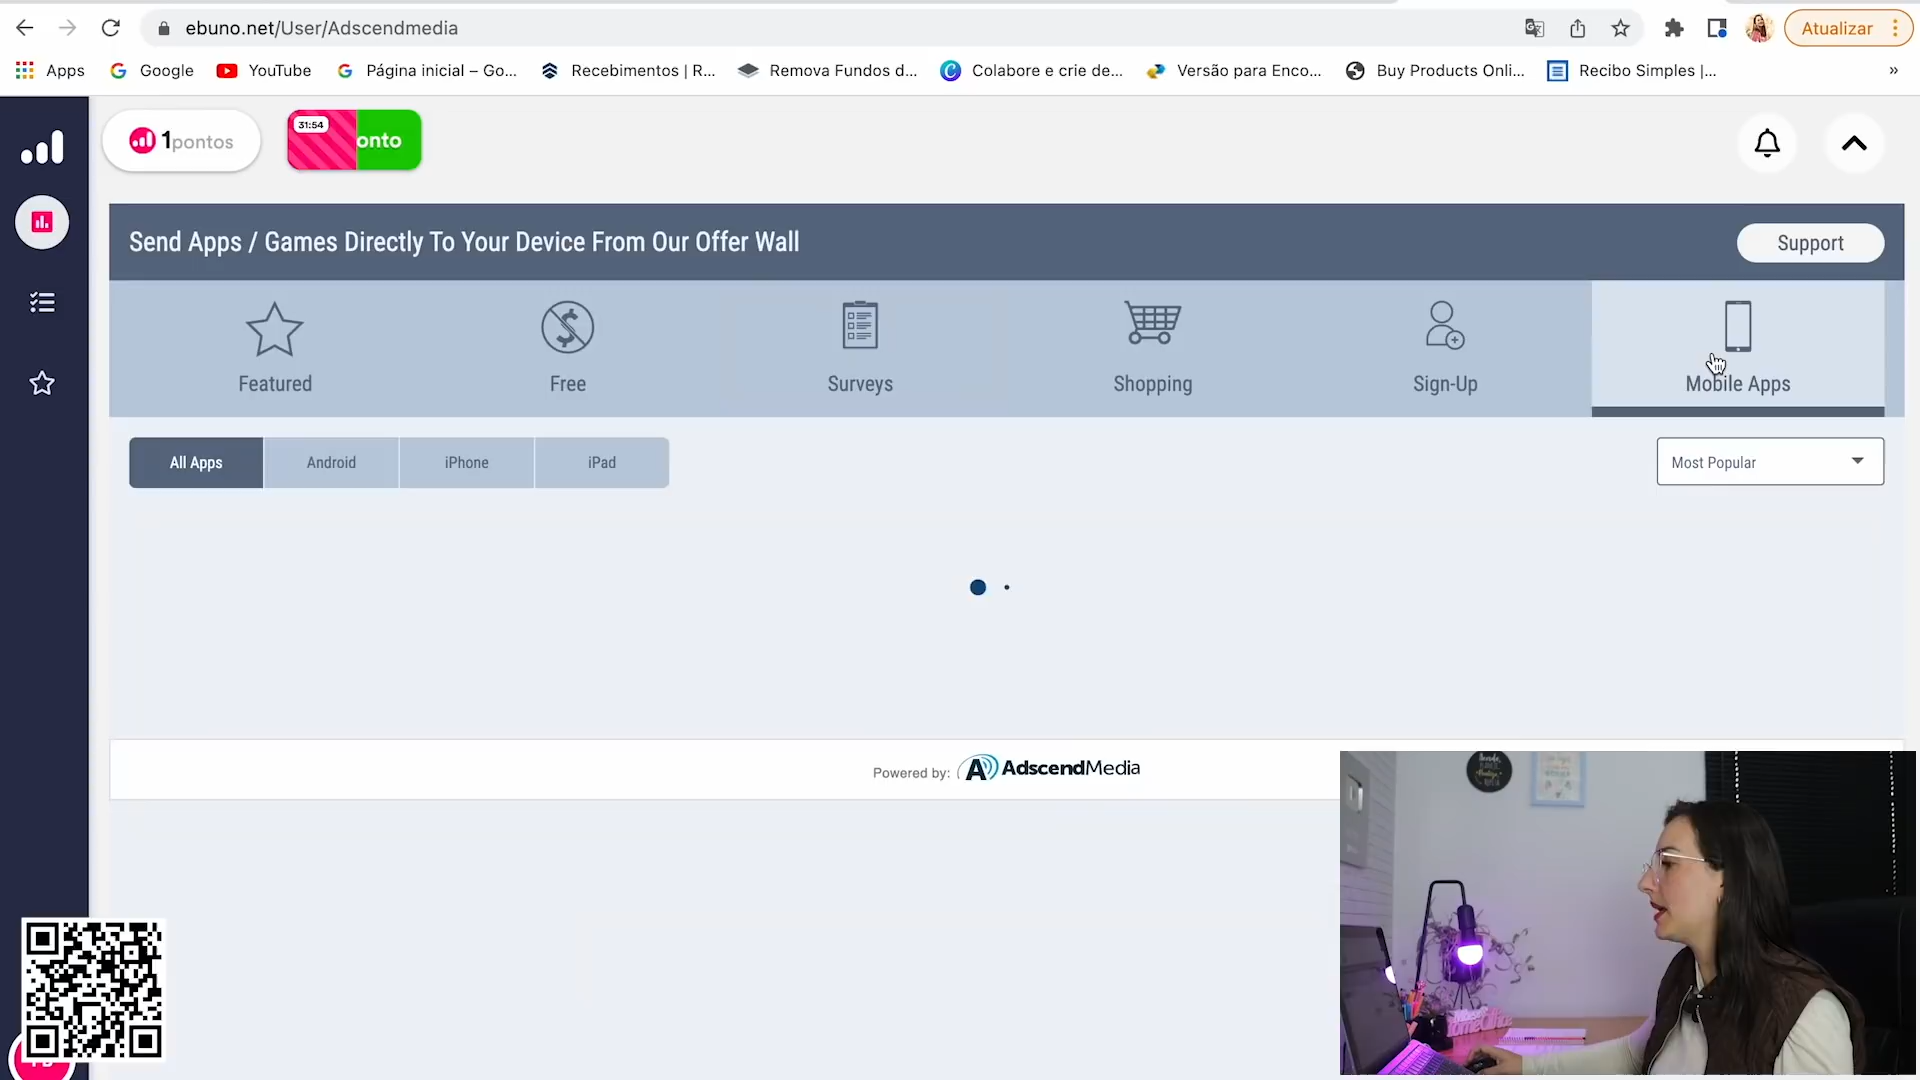 ebuno.net/User/Adscendmedia
Atualizar
Apps
Google
YouTube
Página inicial – Go...
Recebimentos | R...
Remova Fundos d...
Colabore e crie de...
Versão para Enco...
Buy Products Onli...
Recibo Simples |...
»
1pontos
31:54
onto
Send Apps / Games Directly To Your Device From Our Offer Wall
Support
Featured
Free
Surveys
Shopping
Sign-Up
Mobile Apps
All Apps
Android
iPhone
iPad
Most Popular
Powered by: AdscendMedia